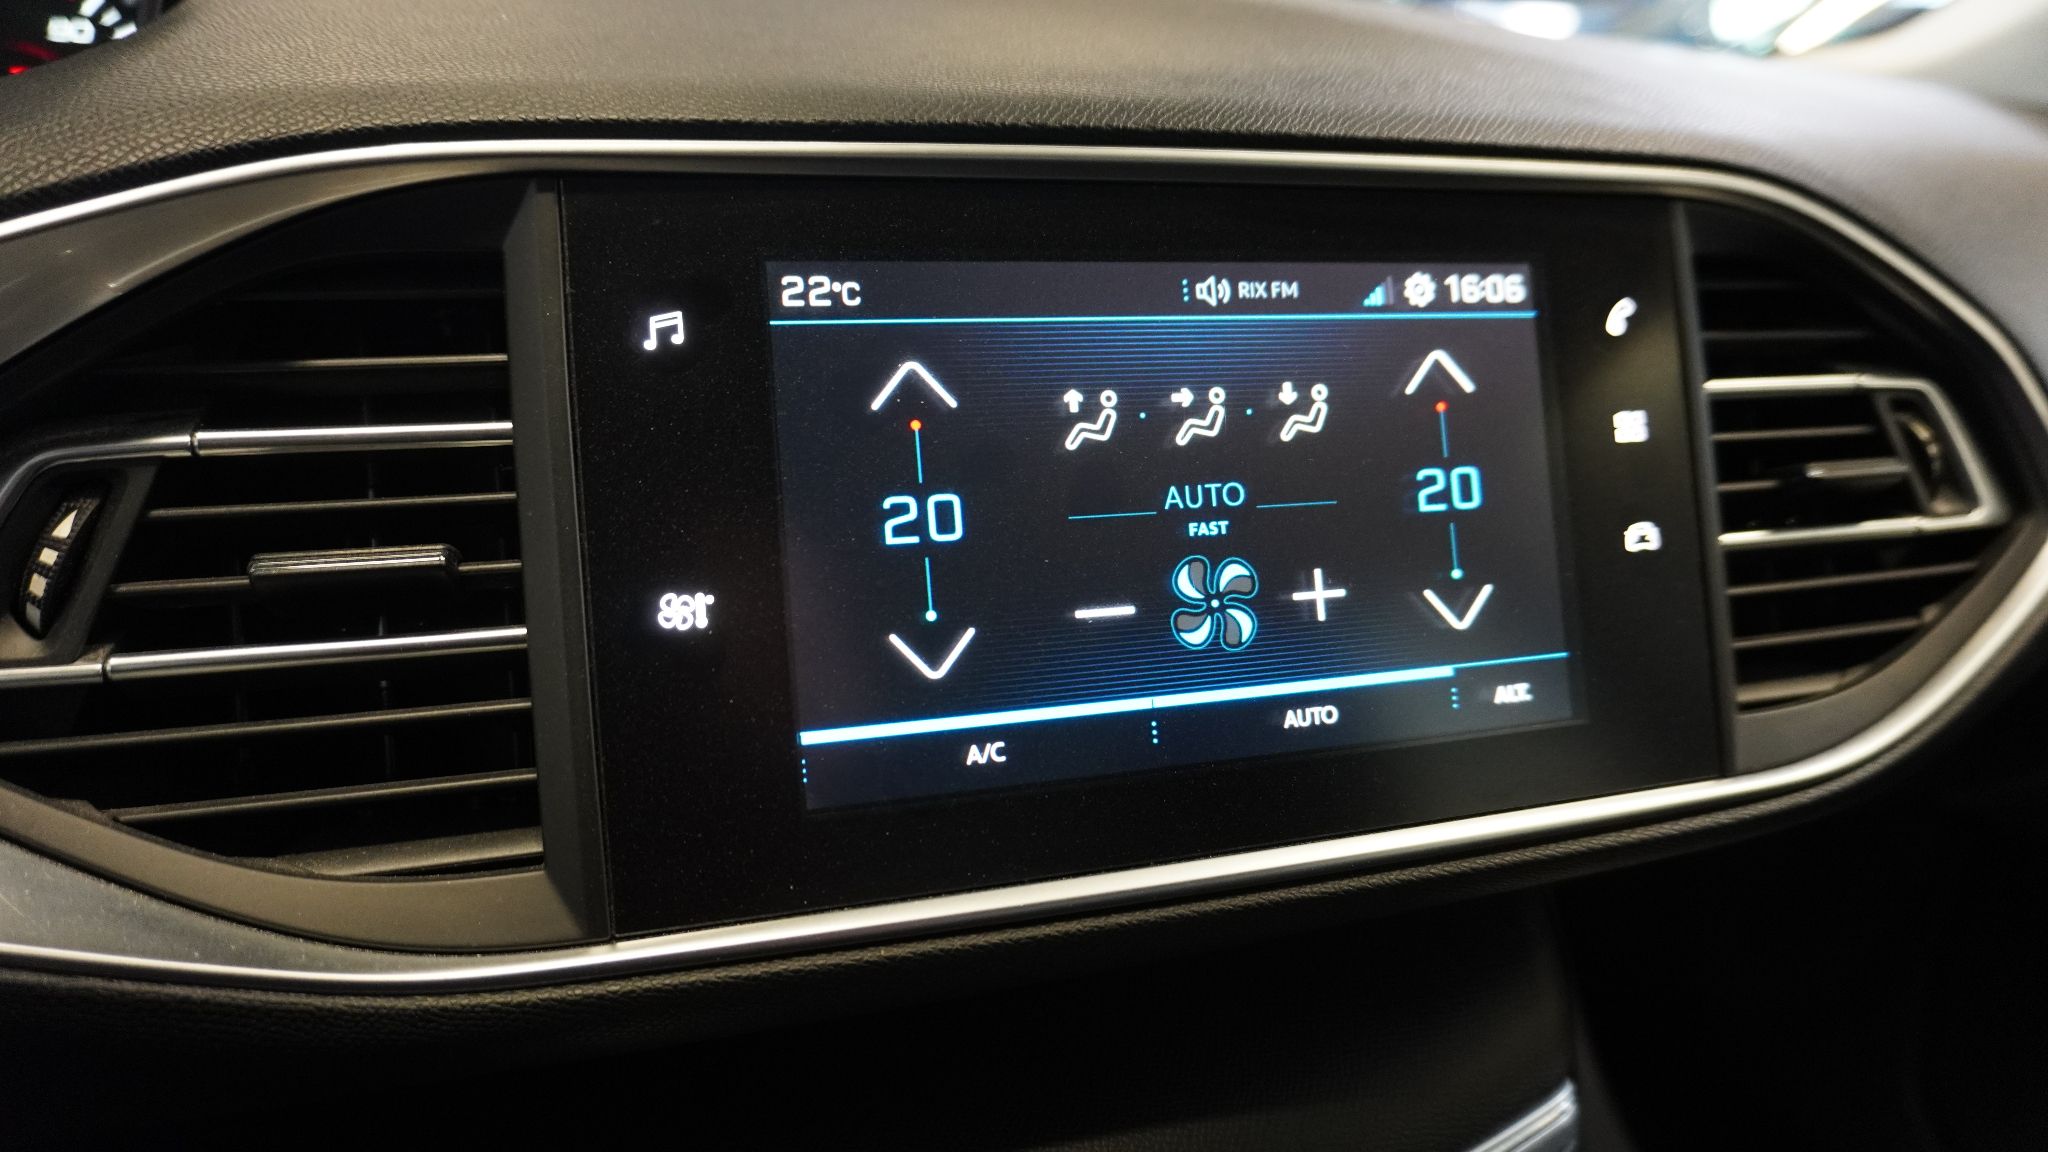 22°C RIX FM 16:06
20 AUTO 20
FAST
A/C AUTO